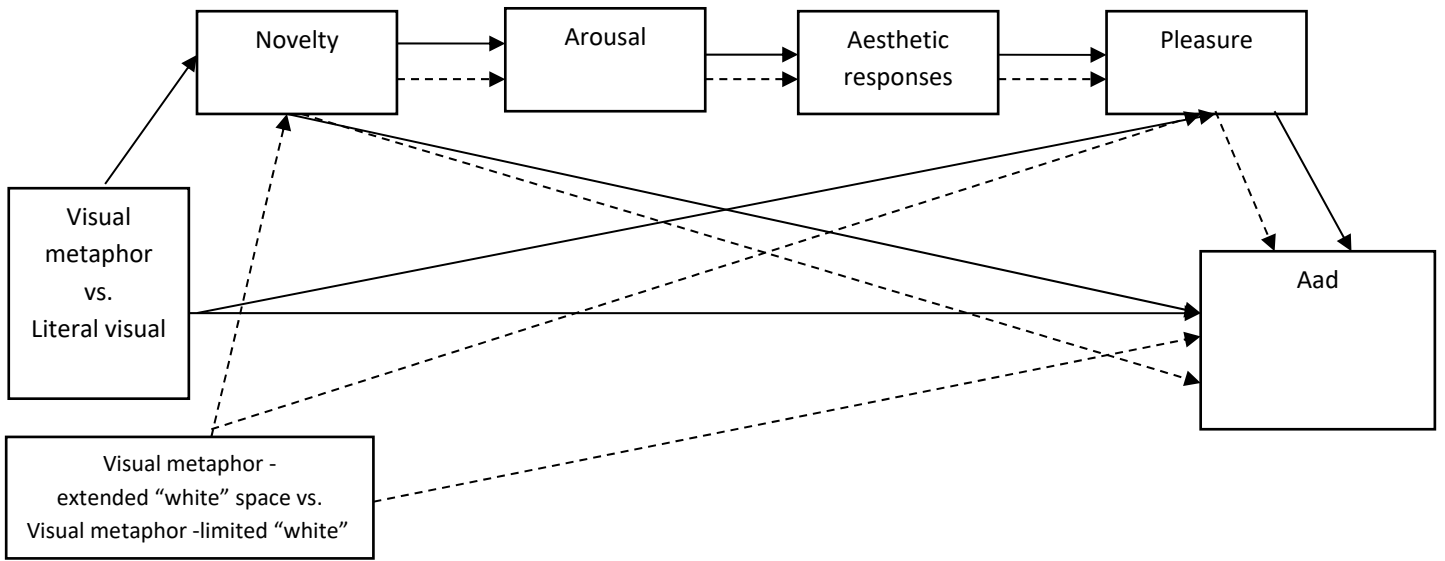 Novelty
Arousal
Aesthetic
responses
Pleasure
Visual
metaphor
vs.
Literal visual
Aad
Visual metaphor -
extended “white” space vs.
Visual metaphor -limited “white”